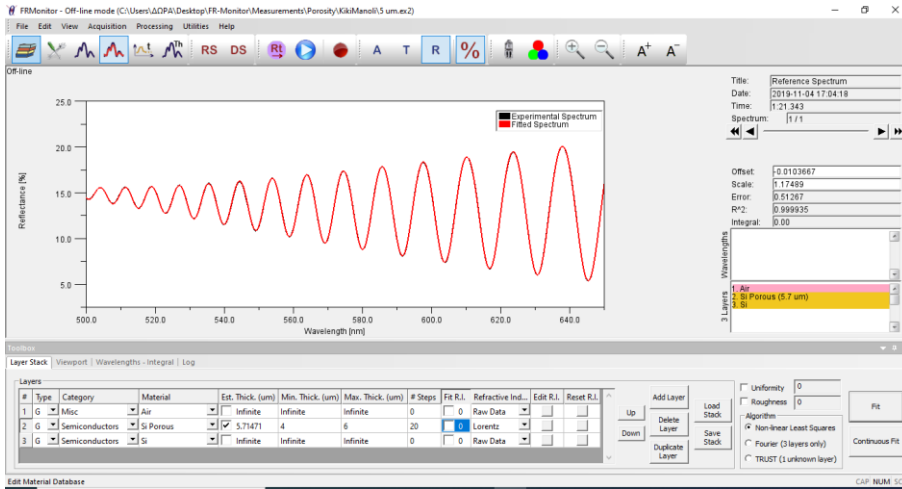 FRMonitor - Off-line mode (C:\Users\ΔΩΡΑ\Desktop\FR-Monitor\Measurements\Porosity\KikiManoli\5 um.ex2)
File Edit View Acquisition Processing Utilities Help
Th
RS DS Rt A T R % A+ A-
Off-line
Title: Reference Spectrum
Date: 2019-11-04 17:04:18
Time: 1:21.343
Spectrum: 1 / 1
Offset: -0.0103667
Scale: 1.17489
Error: 0.51267
R^2: 0.999935
Integral: 0.00
Wavelengths
3 Layers
1. Air
2. Si Porous (5.7 um)
3. Si
Experimental Spectrum
Fitted Spectrum
Reflectance [%]
25.0
20.0
15.0
10.0
5.0
500.0 520.0 540.0 560.0 580.0 600.0 620.0 640.0
Wavelength [nm]
Toolbox
Layer Stack Viewport Wavelengths - Integral Log
Layers
# Type Category Material Est. Thick. (um) Min. Thick. (um) Max. Thick. (um) # Steps Fit R.I. Refractive Ind... Edit R.I. Reset R.I.
1 G Misc Air Infinite Infinite Infinite 0 0 Raw Data
2 G Semiconductors Si Porous 5.71471 4 6 20 0 Lorentz
3 G Semiconductors Si Infinite Infinite Infinite 0 0 Raw Data
Up
Down
Add Layer
Delete Layer
Duplicate Layer
Load Stack
Save Stack
Uniformity 0
Roughness 0
Algorithm
Non-linear Least Squares
Fourier (3 layers only)
TRUST (1 unknown layer)
Fit
Continuous Fit
Edit Material Database
CAP NUM SC